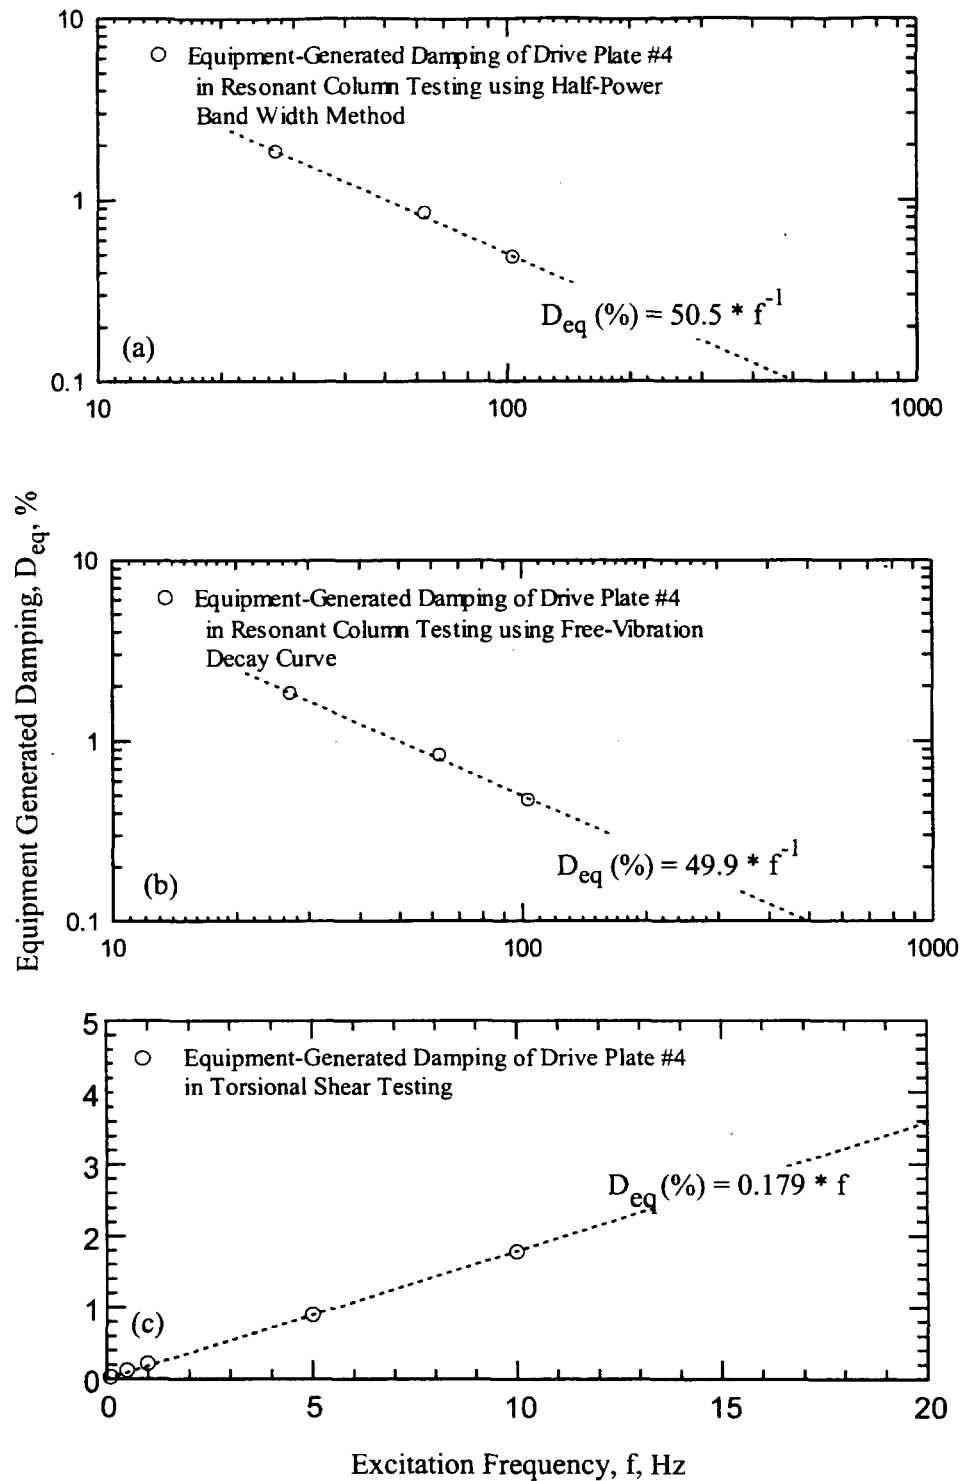 10
Equipment-Generated Damping of Drive Plate #4
in Resonant Column Testing using Half-Power
Band Width Method
1
D_eq (%) = 50.5 * f^-1
(a)
0.1
10
100
1000
Equipment Generated Damping, D_eq, %
10
Equipment-Generated Damping of Drive Plate #4
in Resonant Column Testing using Free-Vibration
Decay Curve
1
D_eq (%) = 49.9 * f^-1
(b)
0.1
10
100
1000
5
Equipment-Generated Damping of Drive Plate #4
in Torsional Shear Testing
4
3
D_eq (%) = 0.179 * f
2
1
(c)
0
0
5
10
15
20
Excitation Frequency, f, Hz